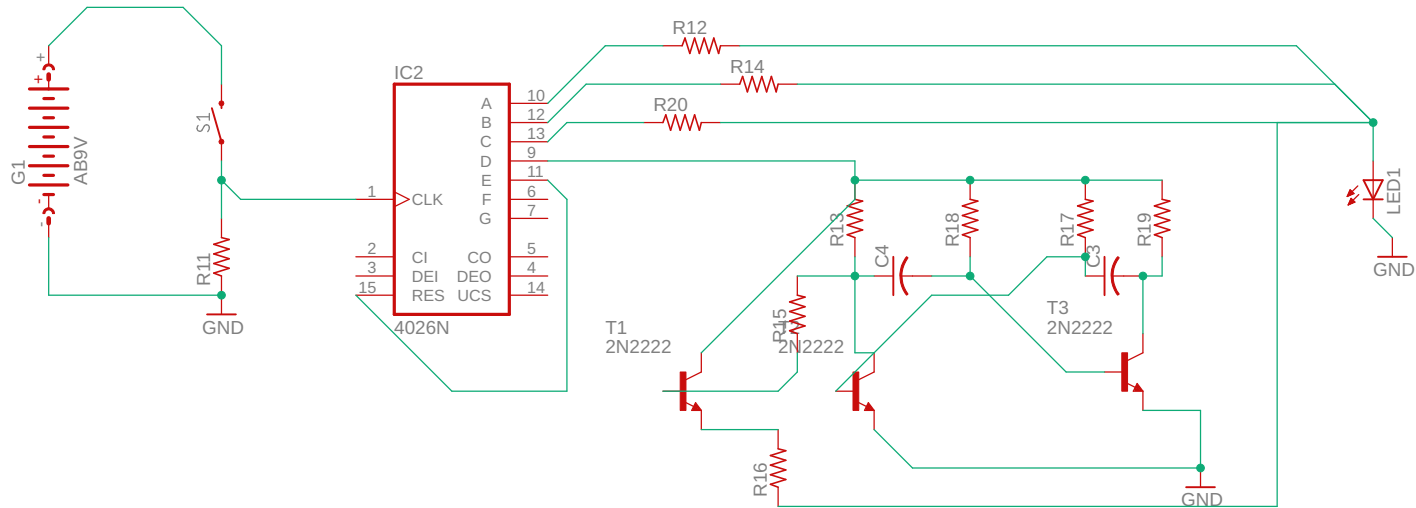 G1
AB9V
+
+
-
-
S1
R11
GND
IC2
1
CLK
2
CI
3
DEI
15
RES
A
10
B
12
C
13
D
9
E
11
F
6
G
7
CO
5
DEO
4
UCS
14
4026N
R12
R14
R20
R13
R18
R17
R19
C4
C3
R15
T1
2N2222
2N2222
T3
2N2222
R16
GND
LED1
GND